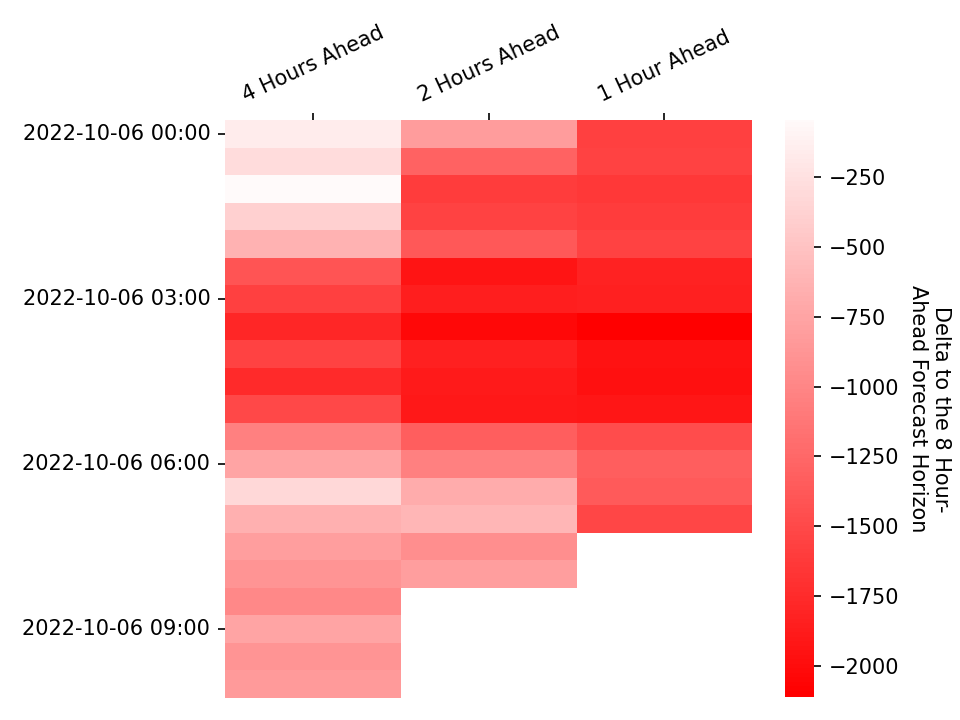 4 Hours Ahead
2 Hours Ahead
1 Hour Ahead
2022-10-06 00:00
2022-10-06 03:00
2022-10-06 06:00
2022-10-06 09:00
−250
−500
−750
−1000
−1250
−1500
−1750
−2000
Delta to the 8 Hour-
Ahead Forecast Horizon